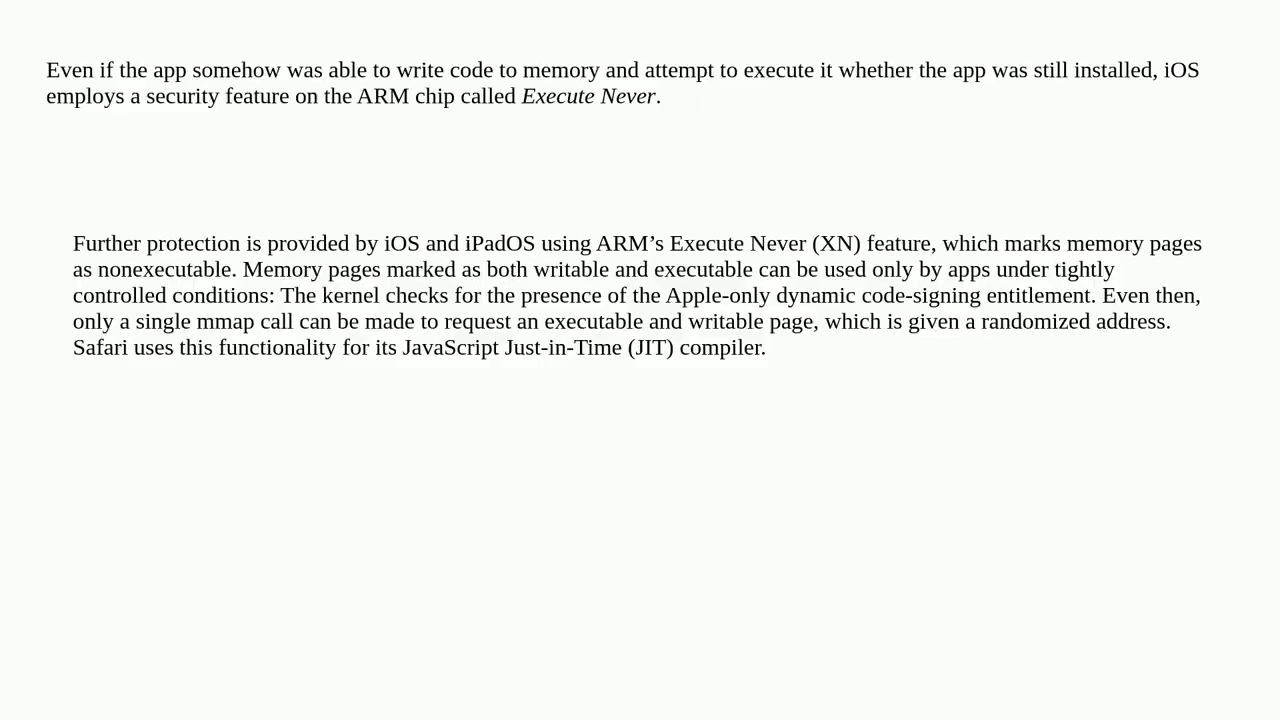 Even if the app somehow was able to write code to memory and attempt to execute it whether the app was still installed, iOS
employs a security feature on the ARM chip called Execute Never.
Further protection is provided by iOS and iPadOS using ARM’s Execute Never (XN) feature, which marks memory pages
as nonexecutable. Memory pages marked as both writable and executable can be used only by apps under tightly
controlled conditions: The kernel checks for the presence of the Apple-only dynamic code-signing entitlement. Even then,
only a single mmap call can be made to request an executable and writable page, which is given a randomized address.
Safari uses this functionality for its JavaScript Just-in-Time (JIT) compiler.